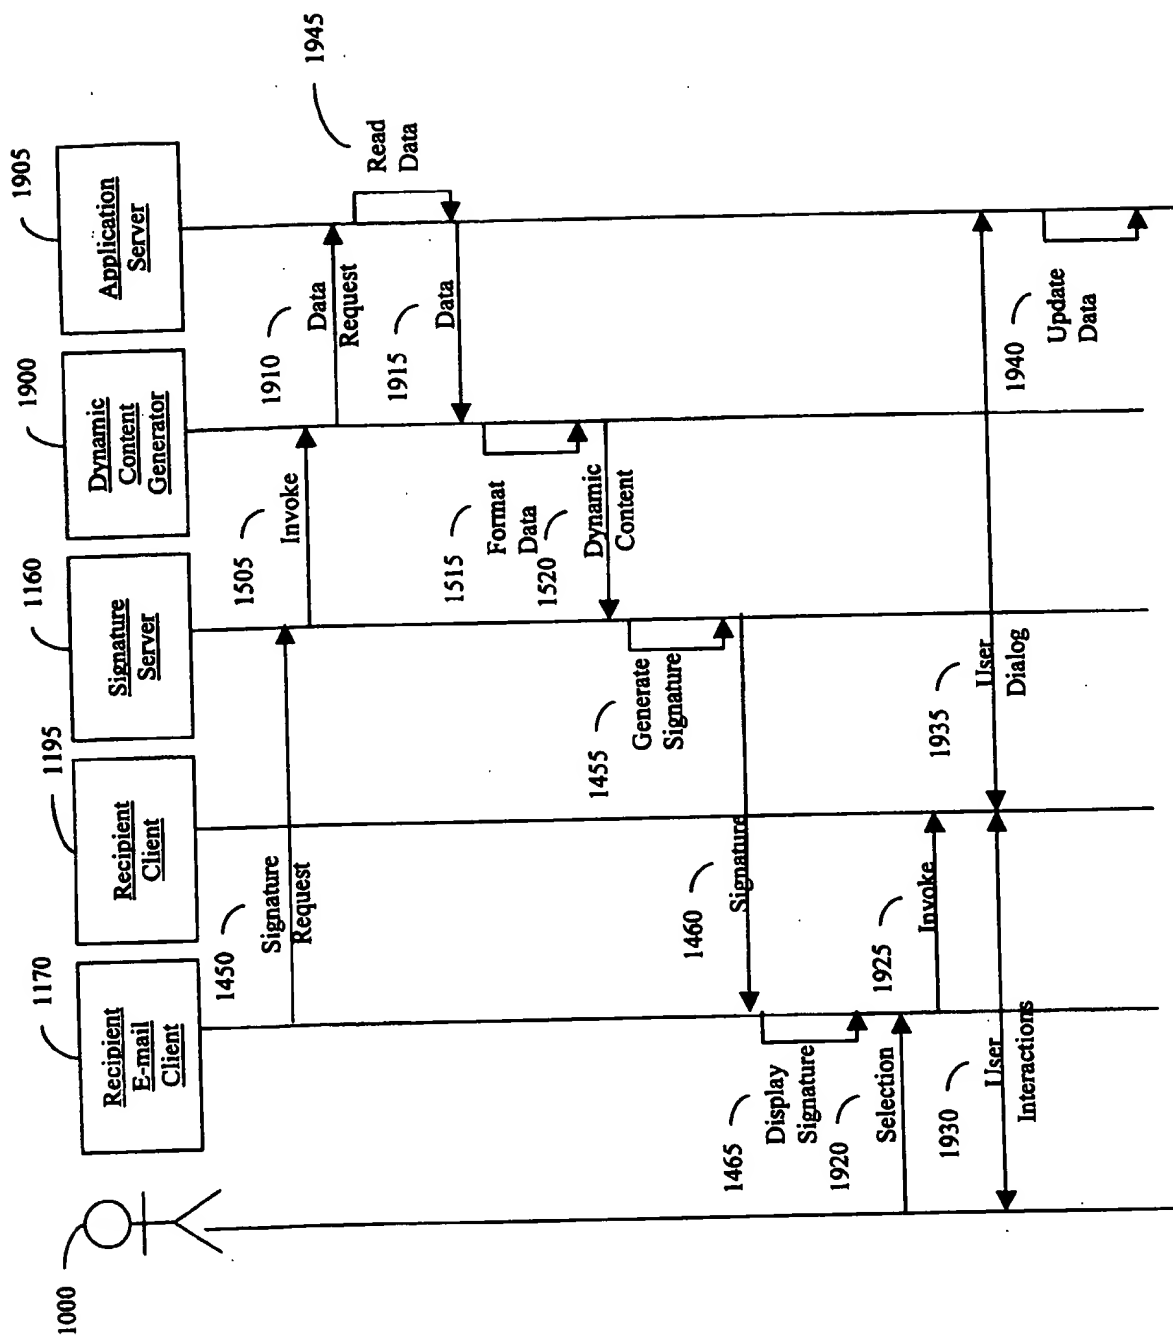 1000
1170
Recipient
E-mail
Client
1195
Recipient
Client
1160
Signature
Server
1900
Dynamic
Content
Generator
1905
Application
Server
1450
Signature
Request
1505
Invoke
1910
Data
Request
1945
Read
Data
1915
Data
1515
Format
Data
1520
Dynamic
Content
1455
Generate
Signature
1460
Signature
1465
Display
Signature
1920
Selection
1925
Invoke
1930
User
Interactions
1935
User
Dialog
1940
Update
Data